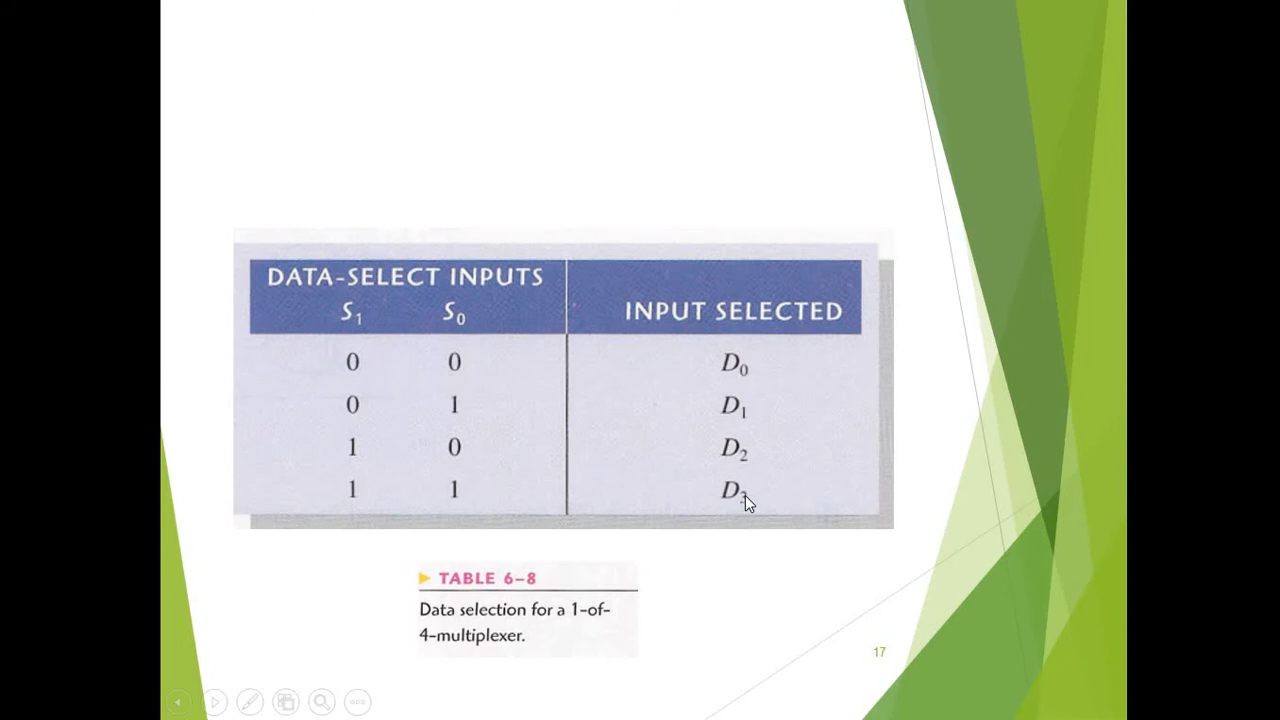 DATA-SELECT INPUTS
S₁ S₀ INPUT SELECTED
0 0 D₀
0 1 D₁
1 0 D₂
1 1 D₃
TABLE 6–8
Data selection for a 1-of-
4-multiplexer.
17